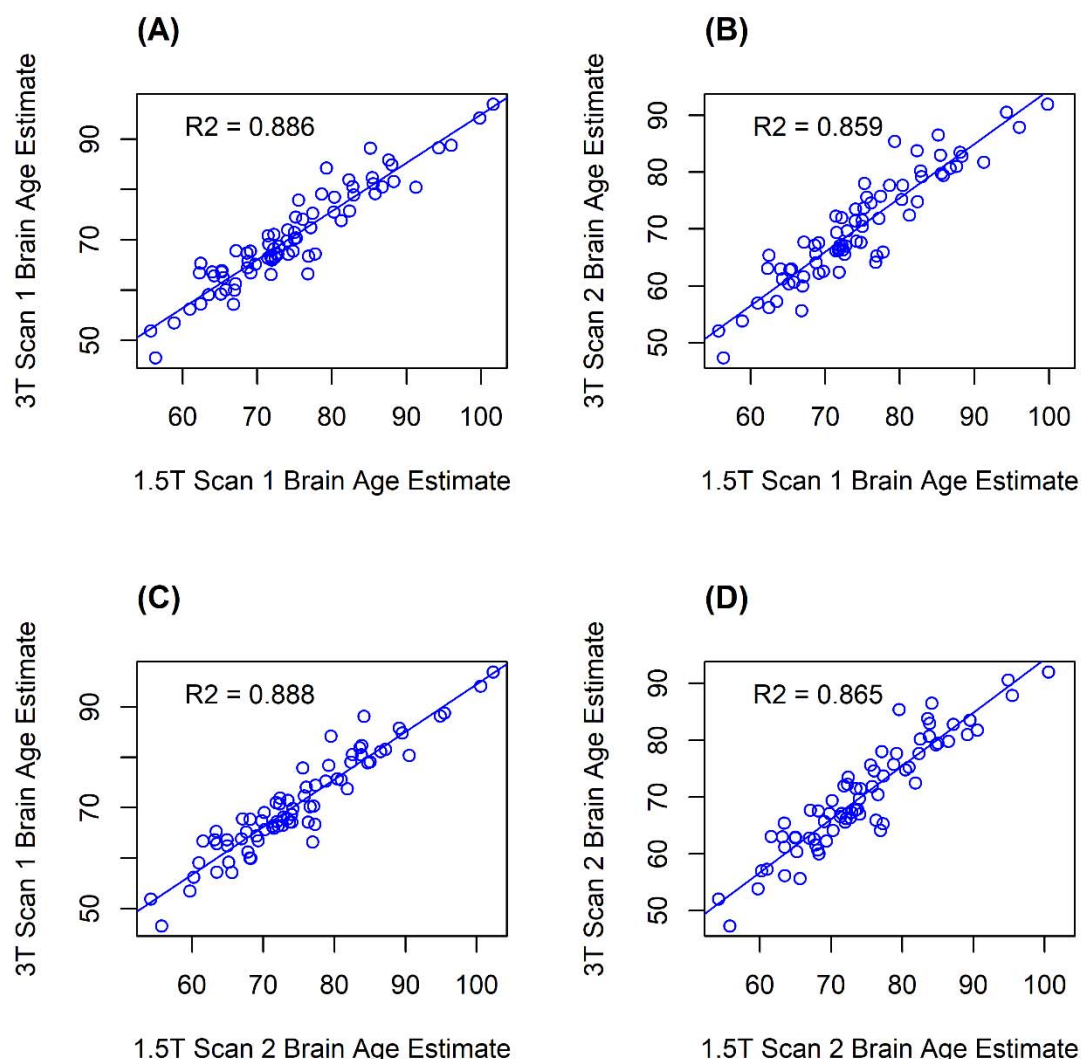 (A)
3T Scan 1 Brain Age Estimate
90
70
50
R2 = 0.886
60 70 80 90 100
1.5T Scan 1 Brain Age Estimate
(B)
3T Scan 2 Brain Age Estimate
90
80
70
60
50
R2 = 0.859
60 70 80 90 100
1.5T Scan 1 Brain Age Estimate
(C)
3T Scan 1 Brain Age Estimate
90
70
50
R2 = 0.888
60 70 80 90 100
1.5T Scan 2 Brain Age Estimate
(D)
3T Scan 2 Brain Age Estimate
90
80
70
60
50
R2 = 0.865
60 70 80 90 100
1.5T Scan 2 Brain Age Estimate